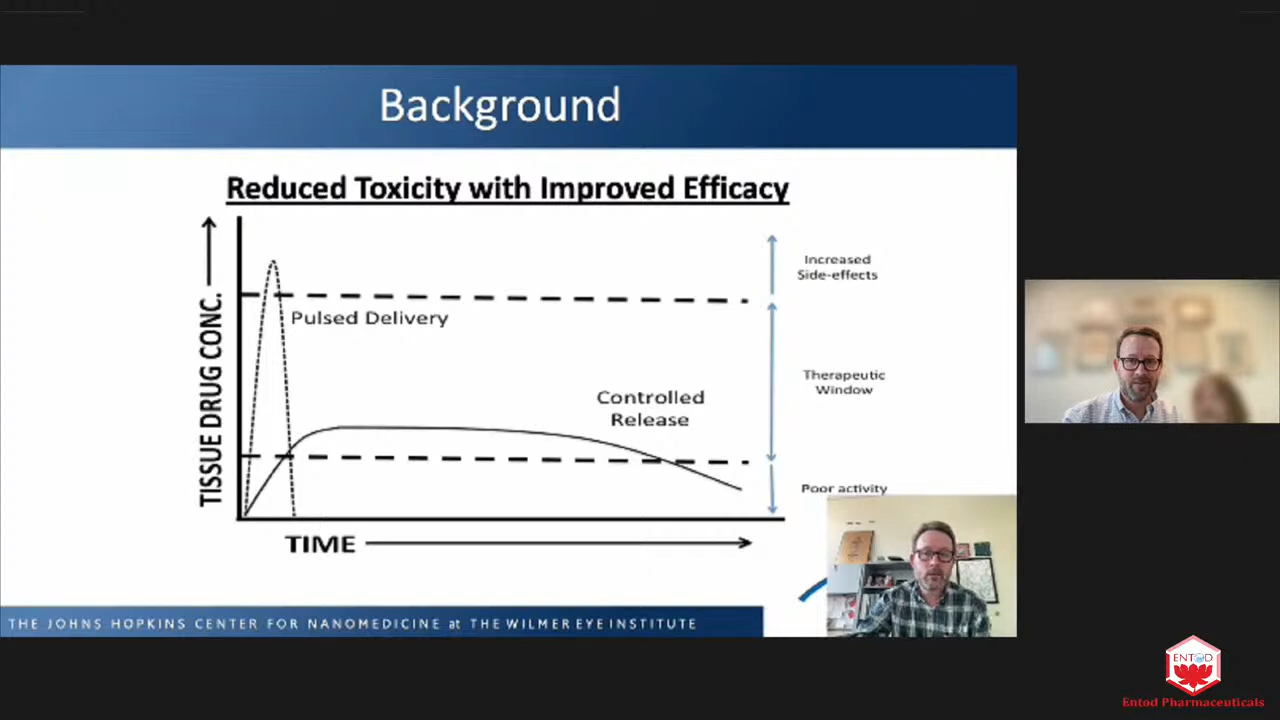 Background
Reduced Toxicity with Improved Efficacy
TISSUE DRUG CONC.
Pulsed Delivery
Controlled
Release
Increased
Side-effects
Therapeutic
Window
Poor activity
TIME
THE JOHNS HOPKINS CENTER FOR NANOMEDICINE at THE WILMER EYE INSTITUTE
ENTOD
Entod Pharmaceuticals